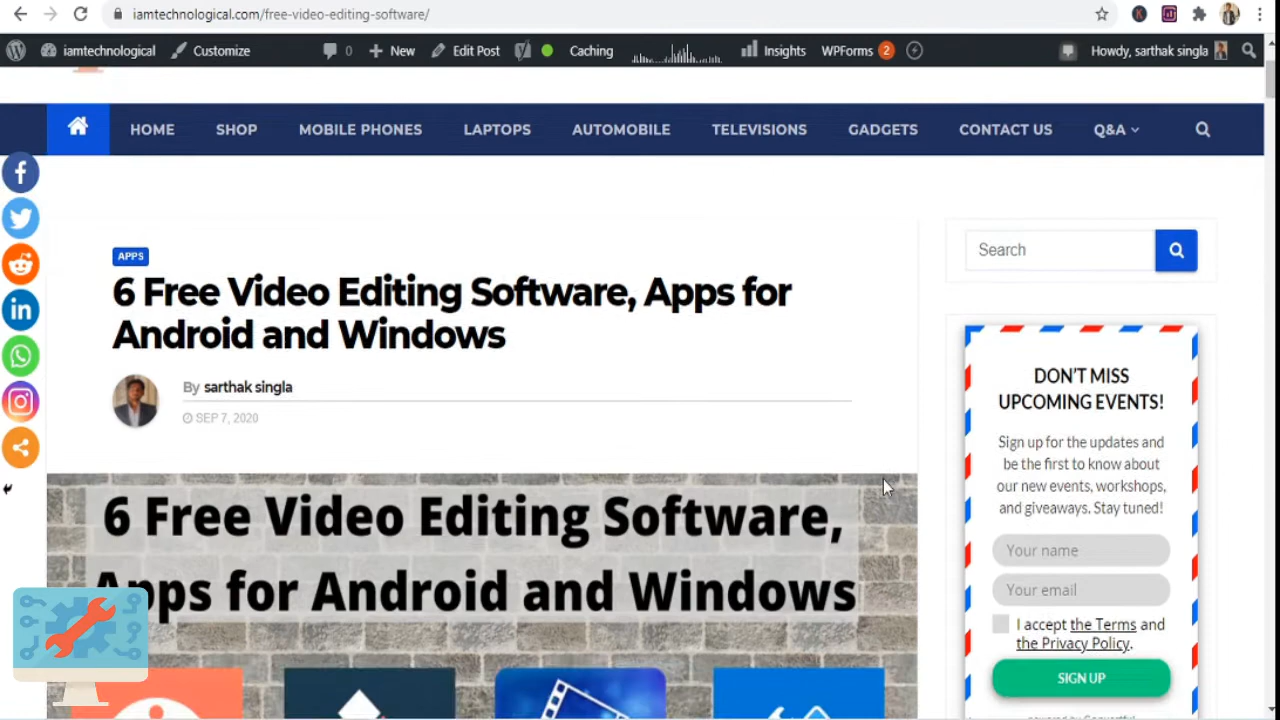 iamtechnological.com/free-video-editing-software/
iamtechnological Customize 0 New Edit Post Caching Insights WPForms 2 Howdy, sarthak singla
HOME SHOP MOBILE PHONES LAPTOPS AUTOMOBILE TELEVISIONS GADGETS CONTACT US Q&A
APPS
6 Free Video Editing Software, Apps for
Android and Windows
By sarthak singla
SEP 7, 2020
6 Free Video Editing Software,
Apps for Android and Windows
Search
DON'T MISS
UPCOMING EVENTS!
Sign up for the updates and
be the first to know about
our new events, workshops,
and giveaways. Stay tuned!
Your name
Your email
I accept the Terms and
the Privacy Policy.
SIGN UP